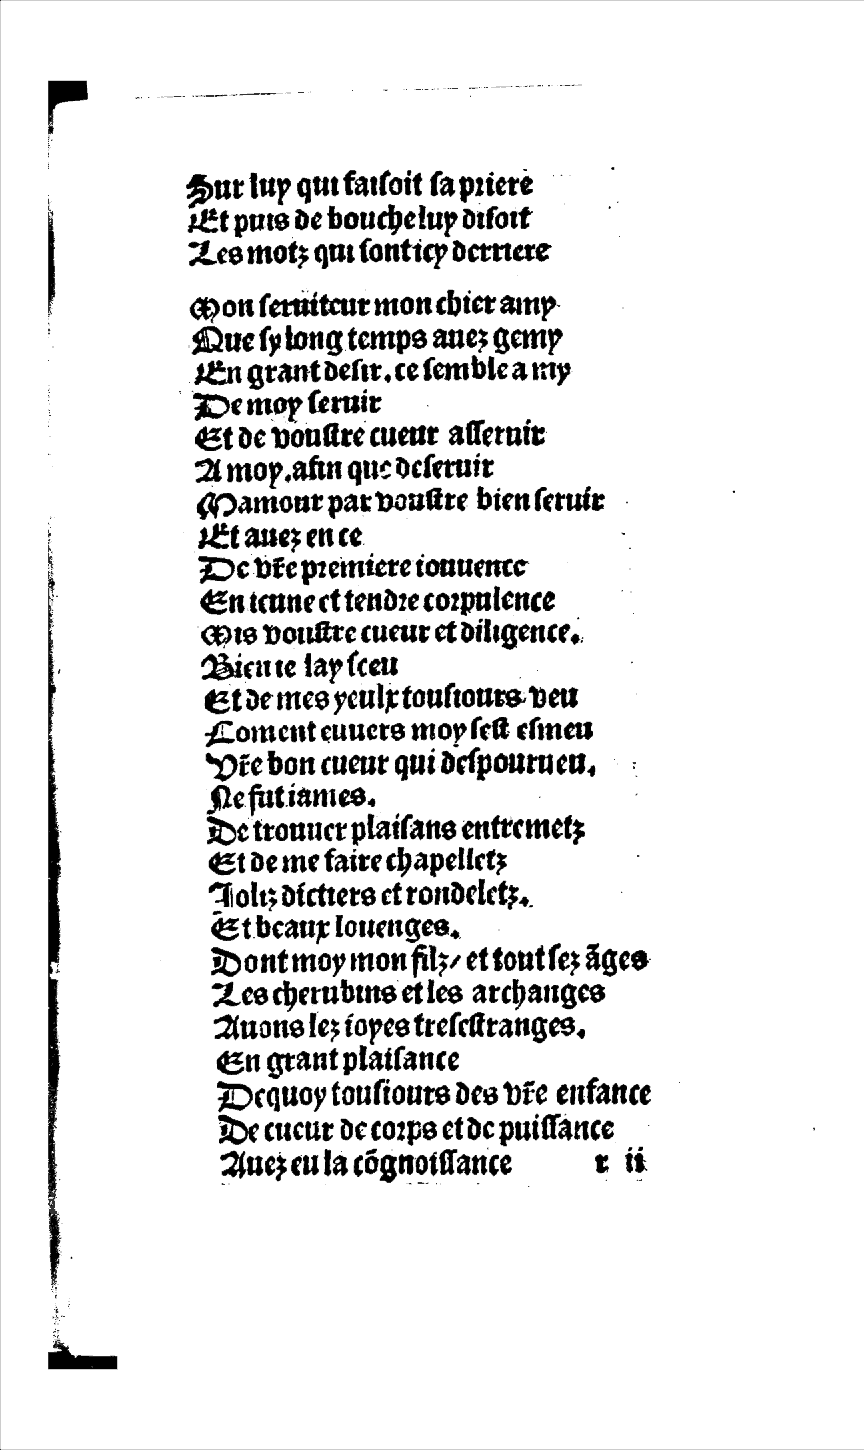 Sur luy qui faisoit sa priere
Et puis de bouche luy disoit
Les motz qui sont icy derriere
Mon seruiteur mon chier amy
Que sy long temps auez gemy
En grant desir. ce semble a my
De moy seruir
Et de voustre cueur asseruir
A moy. afin que deseruir
Mamour par voustre bien seruir
Et auez en ce
De vr̃e premiere iouuence
En ieune et tendre corpulence
Mis voustre cueur et diligence.
Bien ie lay sceu
Et de mes yeulx tousiours veu
Coment enuers moy sest esmeu
Vr̃e bon cueur qui despourueu.
Ne fut iames.
De trouuer plaisans entremetz
Et de me faire chapelletz
Joliz dictiers et rondeletz.
Et beaux louenges.
Dont moy mon filz/ et tout sez ãges
Les cherubins et les archanges
Auons lez ioyes tresestranges.
En grant plaisance
Dequoy tousiours des vr̃e enfance
De cueur de corps et de puissance
Auez eu la cõgnoissance r ii